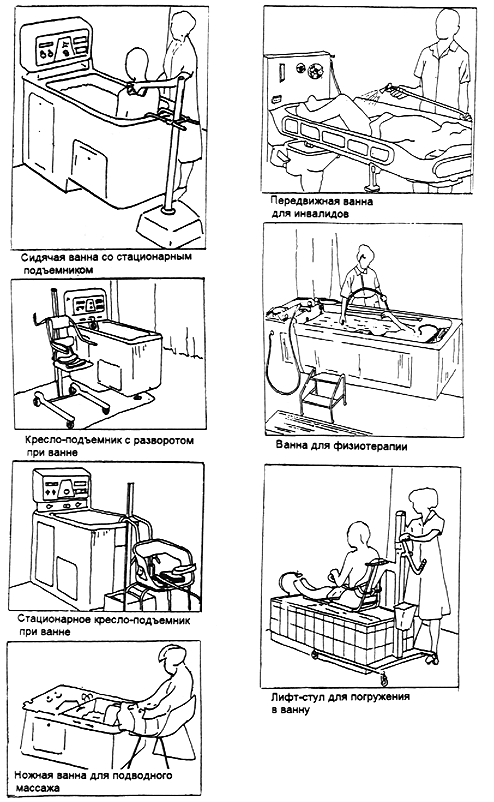 Сидячая ванна со стационарным
подъемником
Кресло-подъемник с разворотом
при ванне
Стационарное кресло-подъемник
при ванне
Ножная ванна для подводного
массажа
Передвижная ванна
для инвалидов
Ванна для физиотерапии
Лифт-стул для погружения
в ванну